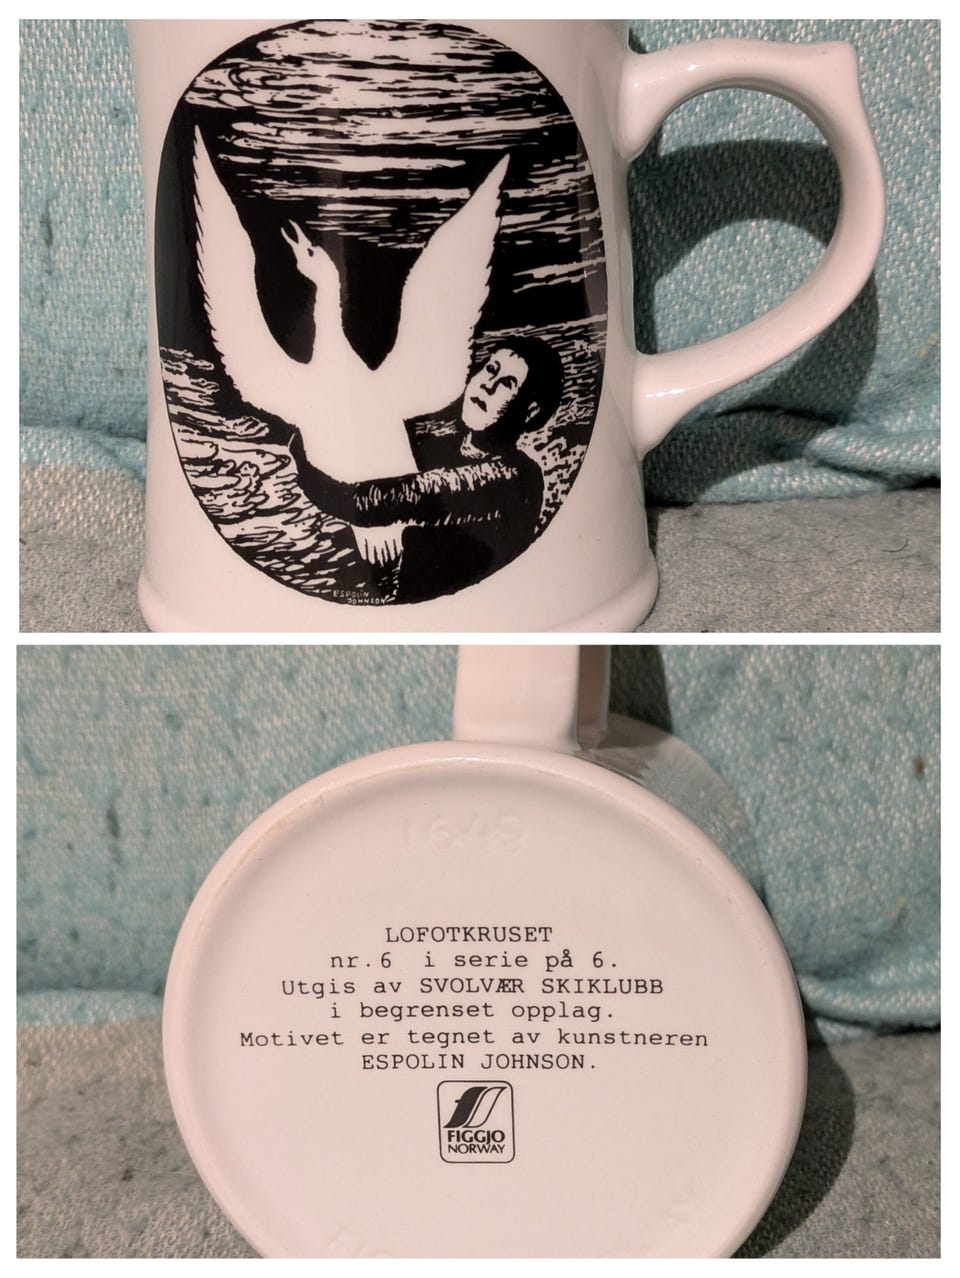 ESPOLIN
JOHNSON
1649
LOFOTKRUSET
nr.6 i serie på 6.
Utgis av SVOLVÆR SKIKLUBB
i begrenset opplag.
Motivet er tegnet av kunstneren
ESPOLIN JOHNSON.
FIGGJO
NORWAY